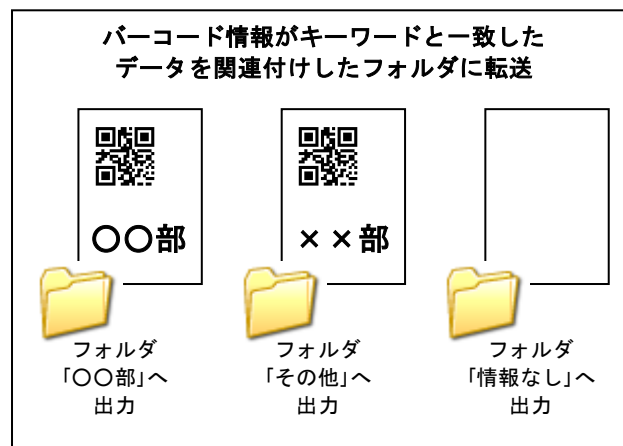 バーコード情報がキーワードと一致した
データを関連付けしたフォルダに転送
〇〇部
××部
フォルダ
「〇〇部」へ
出力
フォルダ
「その他」へ
出力
フォルダ
「情報なし」へ
出力